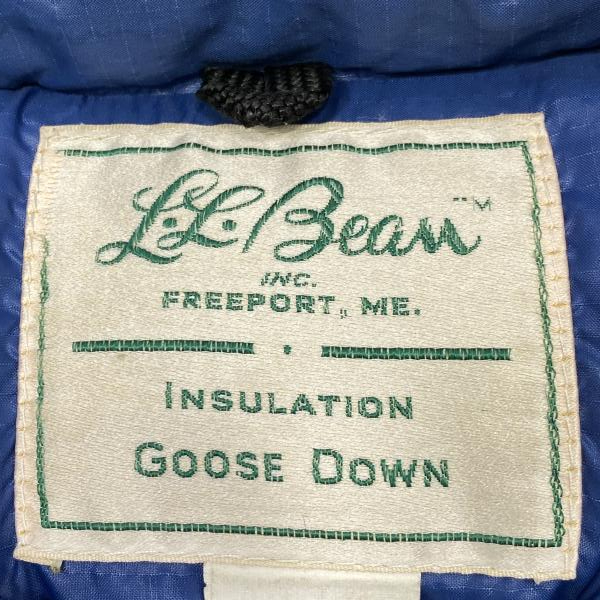 L.L. Bean™
INC.
FREEPORT, ME.
INSULATION
GOOSE DOWN